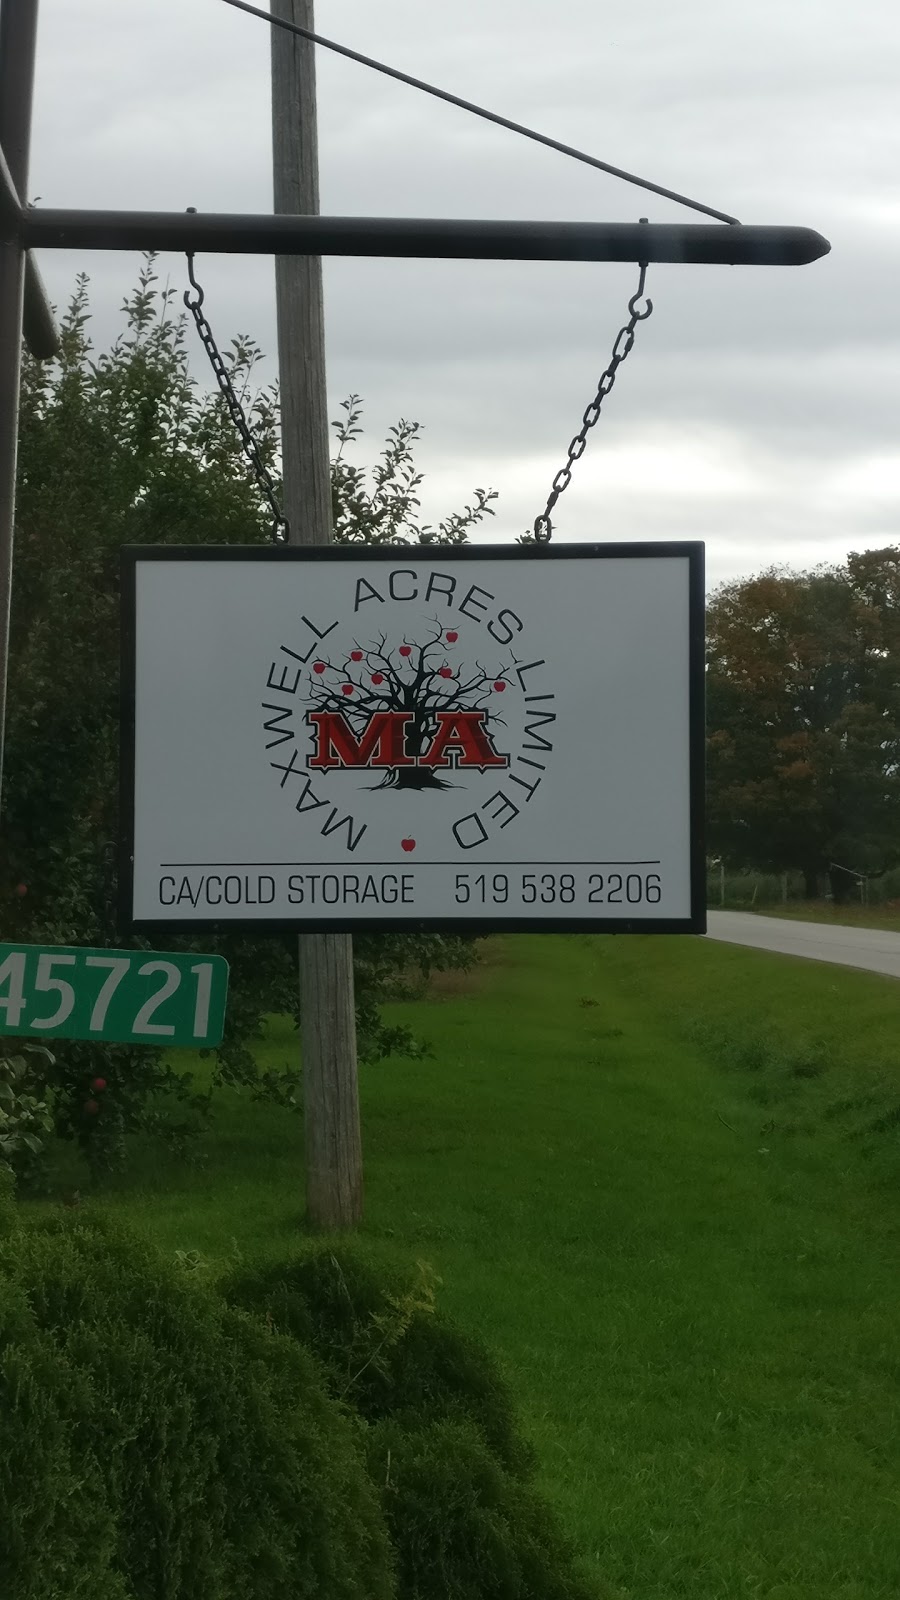 MAXWELL ACRES LIMITED
MA
CA/COLD STORAGE 519 538 2206
45721